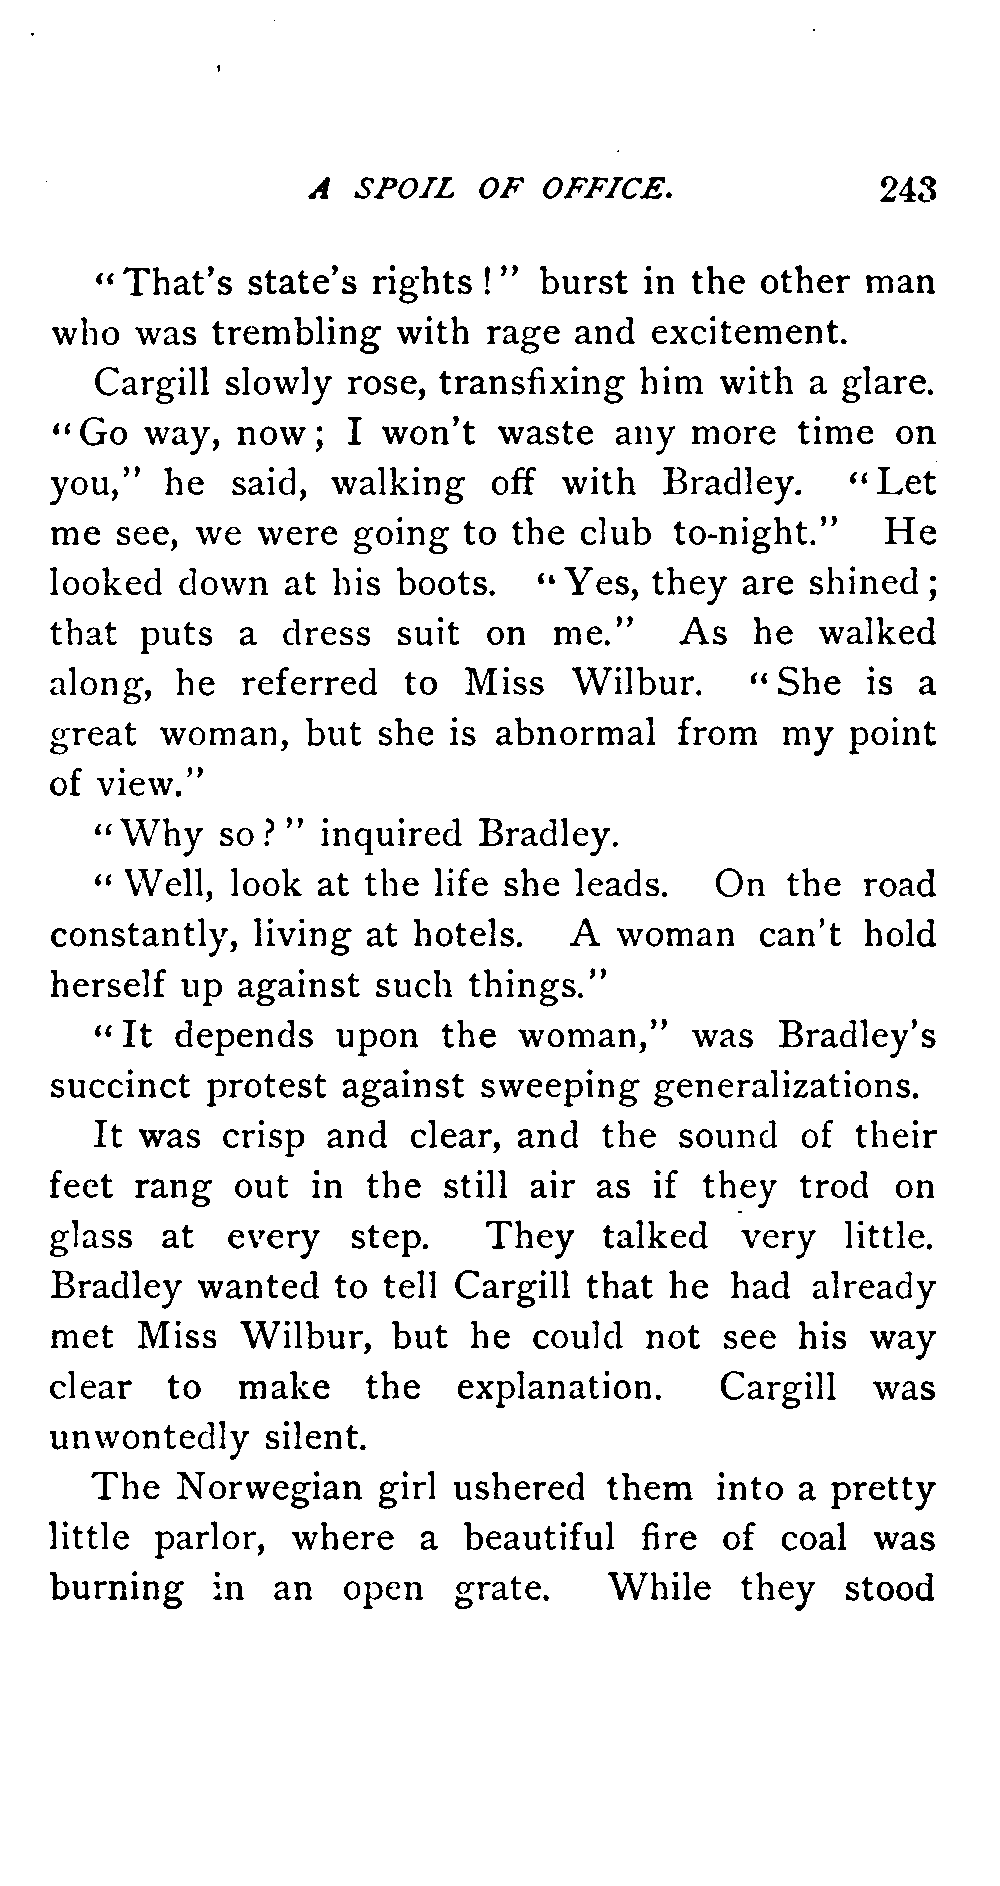 A SPOIL OF OFFICE. 243
"That's state's rights!" burst in the other man
who was trembling with rage and excitement.
Cargill slowly rose, transfixing him with a glare.
"Go way, now; I won't waste any more time on
you," he said, walking off with Bradley. "Let
me see, we were going to the club to-night." He
looked down at his boots. "Yes, they are shined;
that puts a dress suit on me." As he walked
along, he referred to Miss Wilbur. "She is a
great woman, but she is abnormal from my point
of view."
"Why so?" inquired Bradley.
"Well, look at the life she leads. On the road
constantly, living at hotels. A woman can't hold
herself up against such things."
"It depends upon the woman," was Bradley's
succinct protest against sweeping generalizations.
It was crisp and clear, and the sound of their
feet rang out in the still air as if they trod on
glass at every step. They talked very little.
Bradley wanted to tell Cargill that he had already
met Miss Wilbur, but he could not see his way
clear to make the explanation. Cargill was
unwontedly silent.
The Norwegian girl ushered them into a pretty
little parlor, where a beautiful fire of coal was
burning in an open grate. While they stood